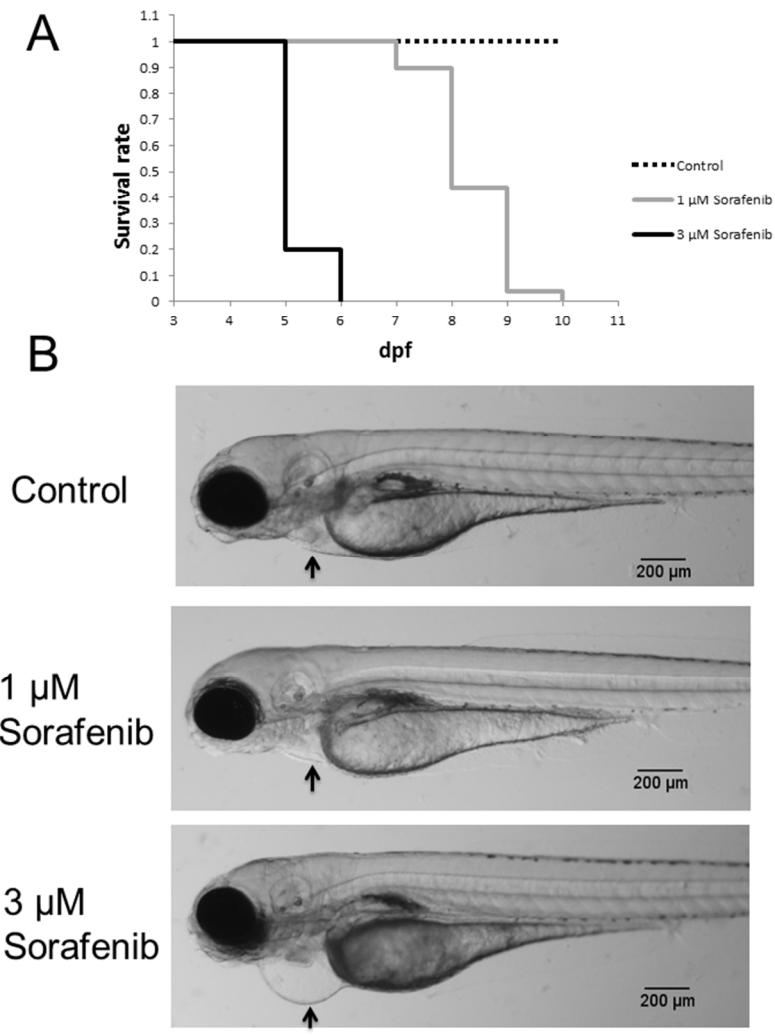 A
1.1
1
0.9
0.8
0.7
0.6
0.5
0.4
0.3
0.2
0.1
0
Survival rate
3 4 5 6 7 8 9 10 11
dpf
Control
1 µM Sorafenib
3 µM Sorafenib
B
Control
200 µm
1 µM
Sorafenib
200 µm
3 µM
Sorafenib
200 µm